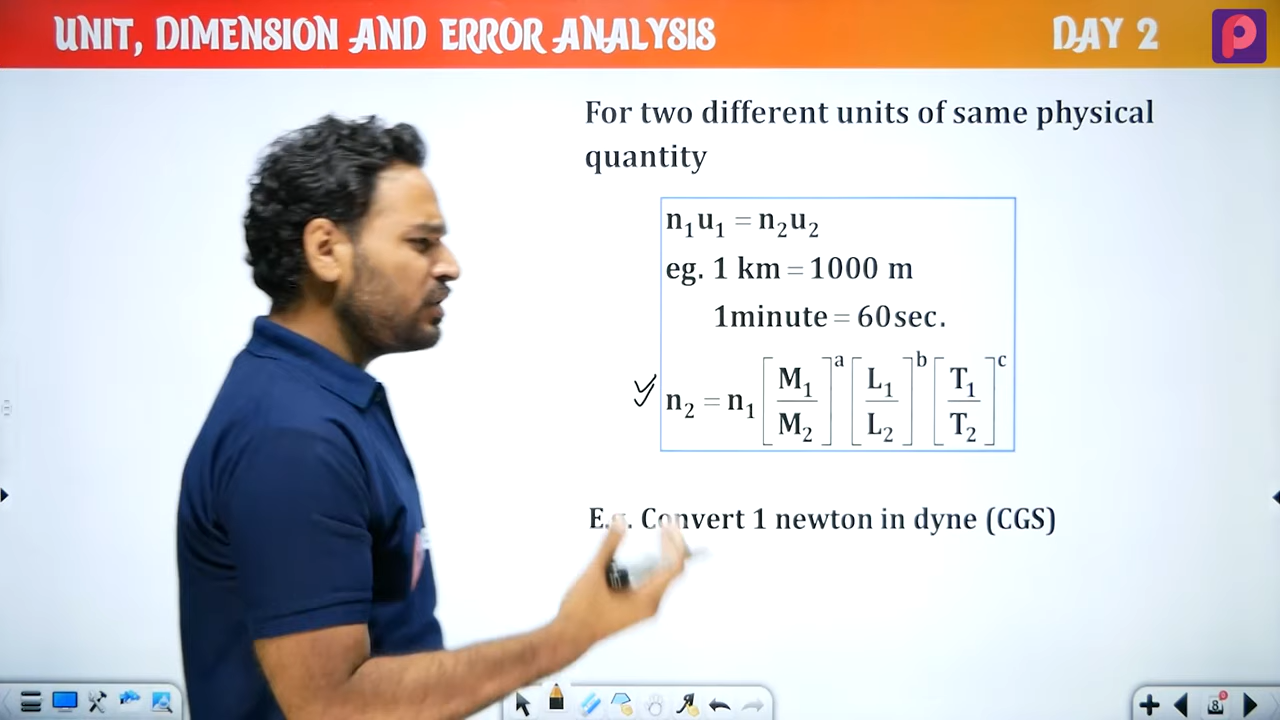 UNIT, DIMENSION AND ERROR ANALYSIS
DAY 2
For two different units of same physical
quantity
n₁u₁ = n₂u₂
eg. 1 km = 1000 m
1minute = 60sec.
n₂ = n₁ [M₁/M₂]ᵃ [L₁/L₂]ᵇ [T₁/T₂]ᶜ
E.g. Convert 1 newton in dyne (CGS)
8